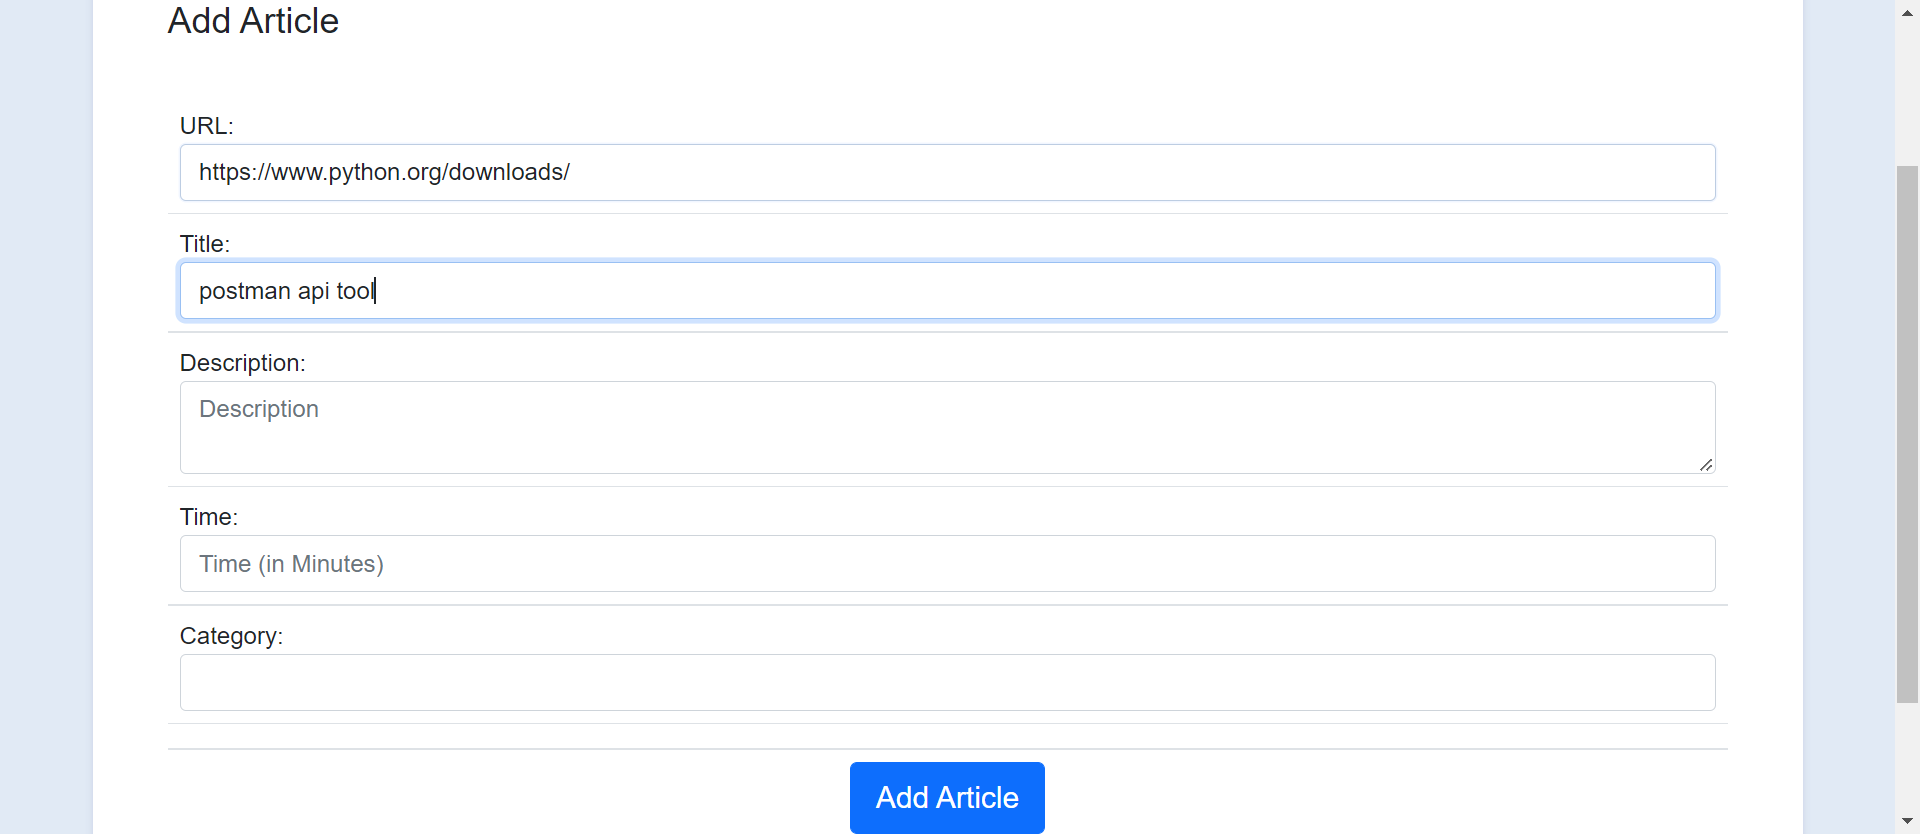 Add Article
URL:
https://www.python.org/downloads/
Title:
postman api tool
Description:
Description
Time:
Time (in Minutes)
Category:
Add Article